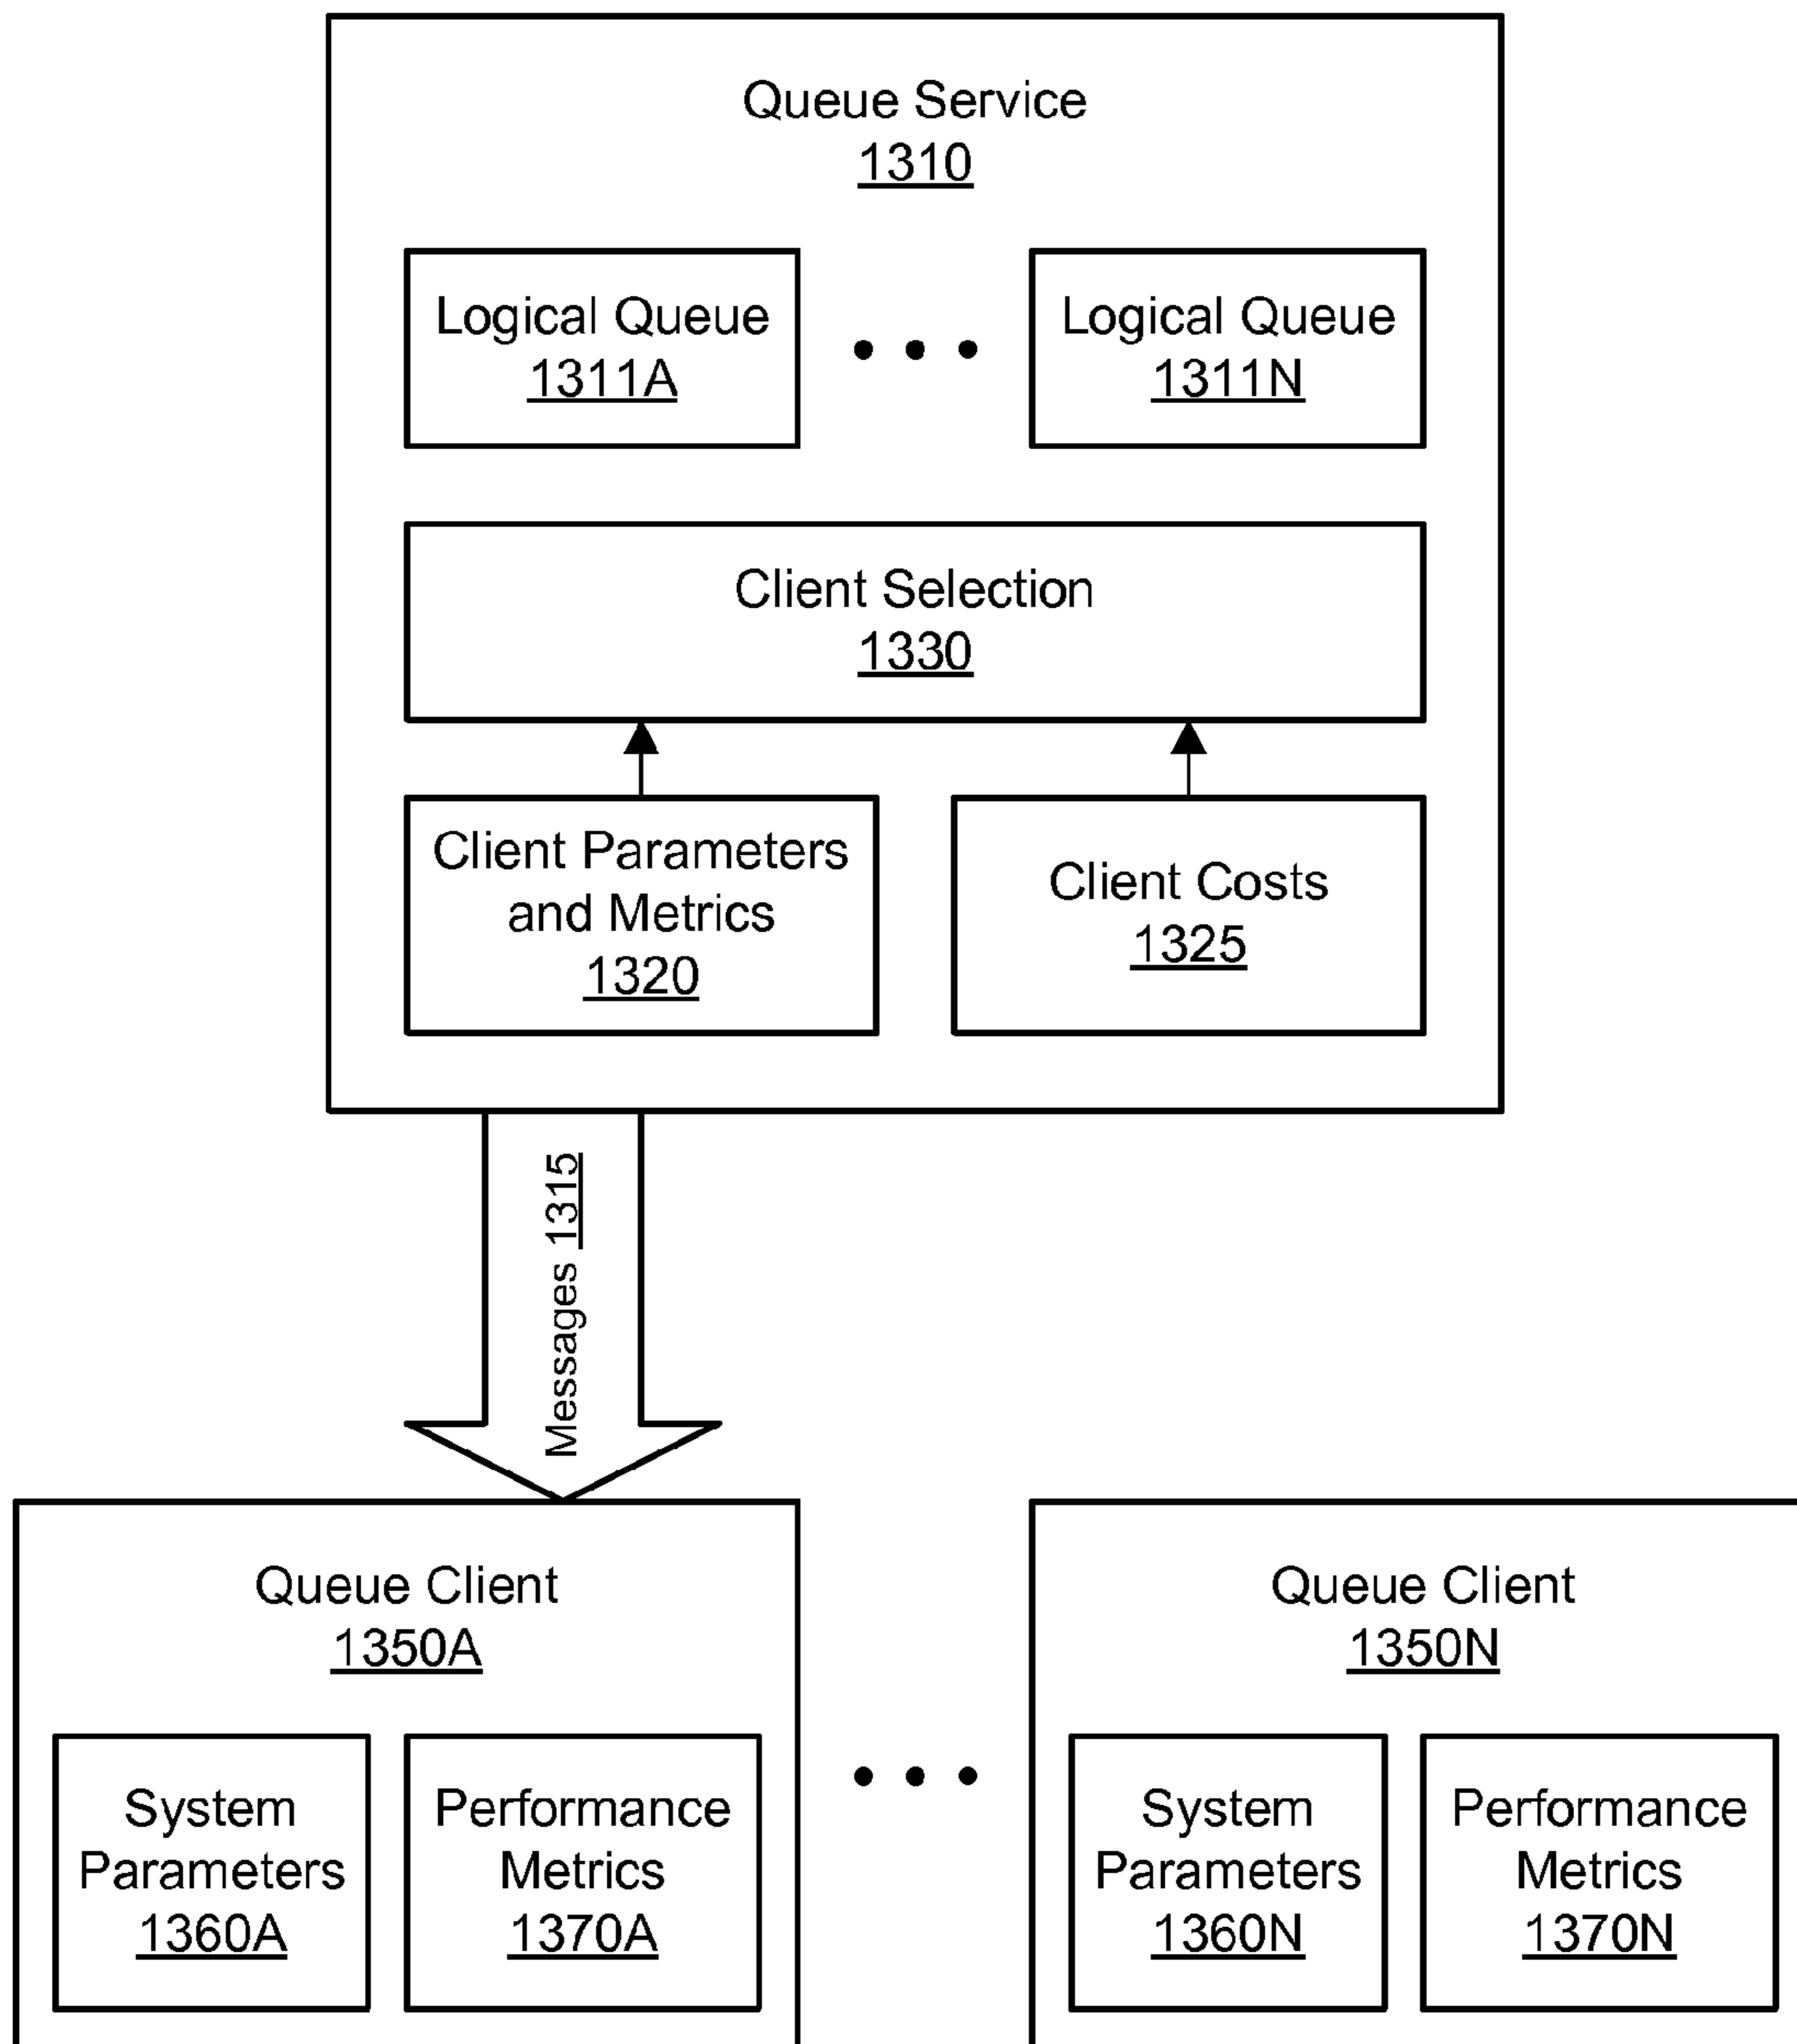 Queue Service
1310
Logical Queue
1311A
Logical Queue
1311N
Client Selection
1330
Client Parameters
and Metrics
1320
Client Costs
1325
Messages 1315
Queue Client
1350A
System
Parameters
1360A
Performance
Metrics
1370A
Queue Client
1350N
System
Parameters
1360N
Performance
Metrics
1370N